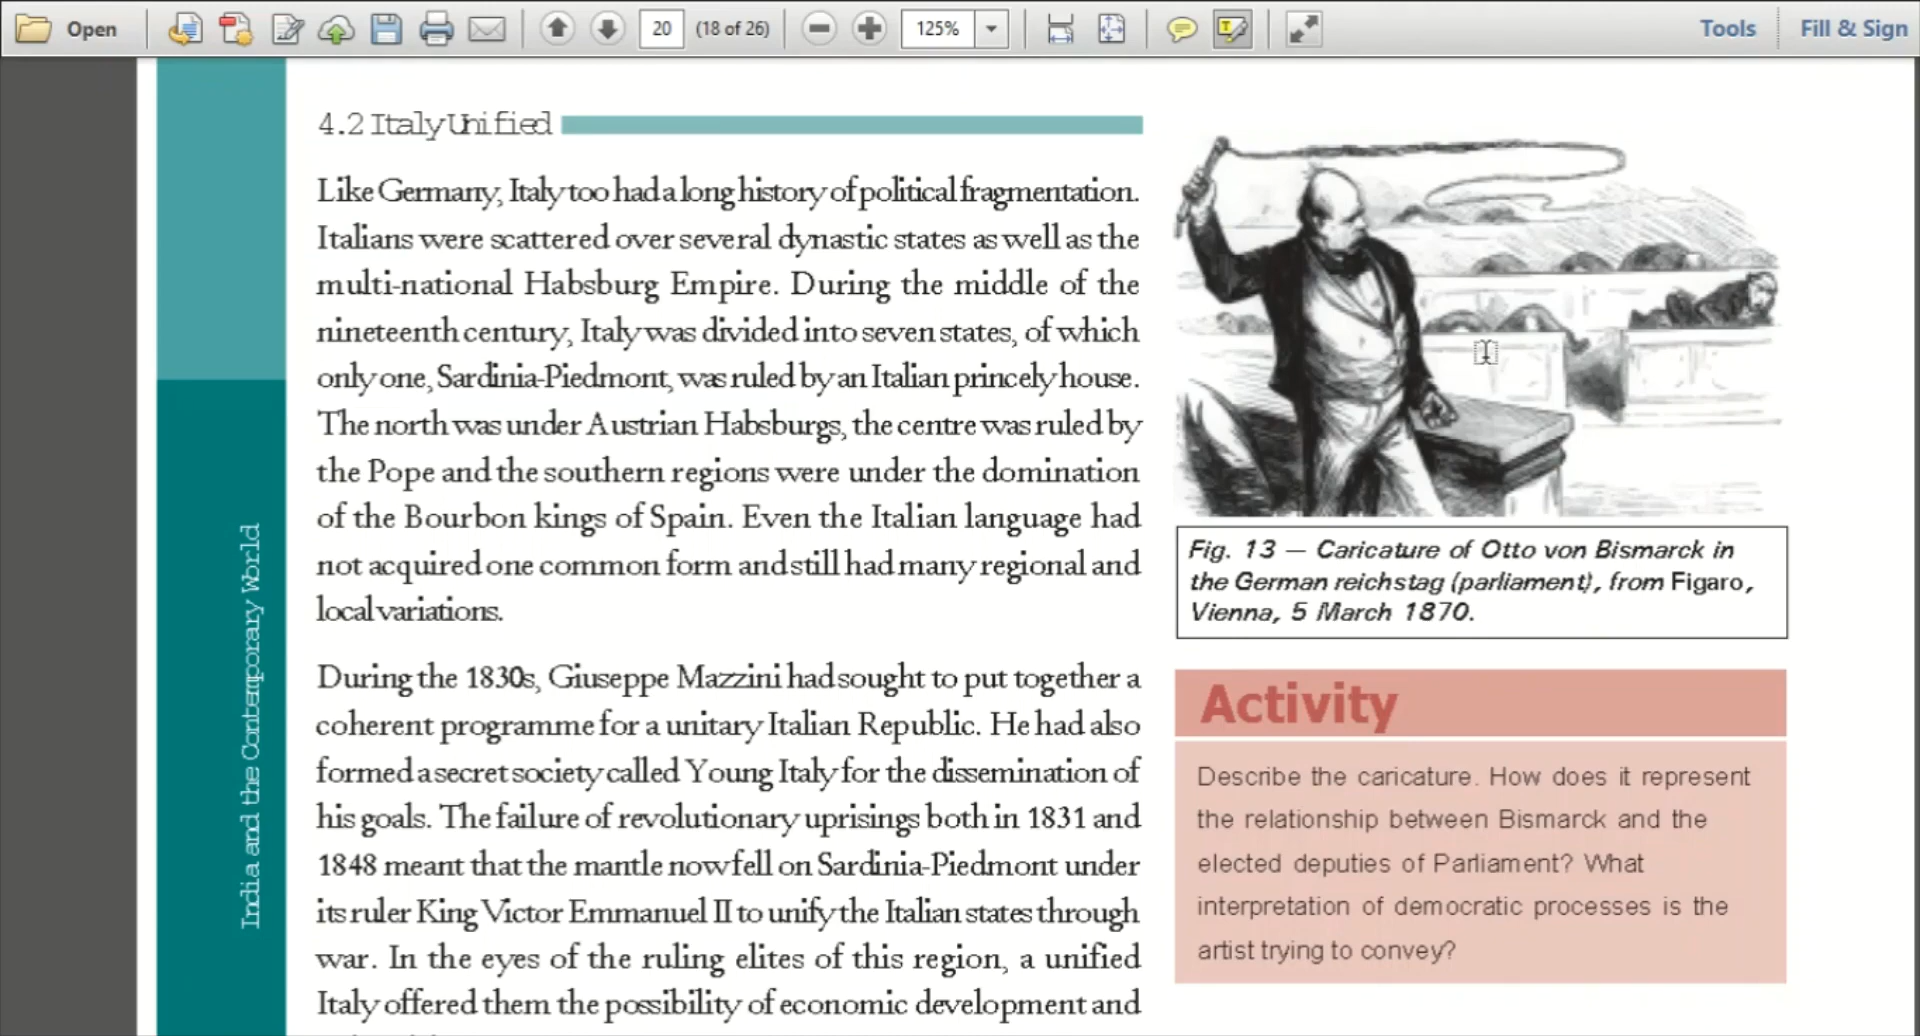 Open
20
(18 of 26)
125%
Tools
Fill & Sign
India and the Contemporary World
4.2 Italy Unified
Like Germany, Italy too had a long history of political fragmentation.
Italians were scattered over several dynastic states as well as the
multi-national Habsburg Empire. During the middle of the
nineteenth century, Italy was divided into seven states, of which
only one, Sardinia-Piedmont, was ruled by an Italian princely house.
The north was under Austrian Habsburgs, the centre was ruled by
the Pope and the southern regions were under the domination
of the Bourbon kings of Spain. Even the Italian language had
not acquired one common form and still had many regional and
local variations.
During the 1830s, Giuseppe Mazzini had sought to put together a
coherent programme for a unitary Italian Republic. He had also
formed a secret society called Young Italy for the dissemination of
his goals. The failure of revolutionary uprisings both in 1831 and
1848 meant that the mantle now fell on Sardinia-Piedmont under
its ruler King Victor Emmanuel II to unify the Italian states through
war. In the eyes of the ruling elites of this region, a unified
Italy offered them the possibility of economic development and
Fig. 13 — Caricature of Otto von Bismarck in
the German reichstag (parliament), from Figaro,
Vienna, 5 March 1870.
Activity
Describe the caricature. How does it represent
the relationship between Bismarck and the
elected deputies of Parliament? What
interpretation of democratic processes is the
artist trying to convey?